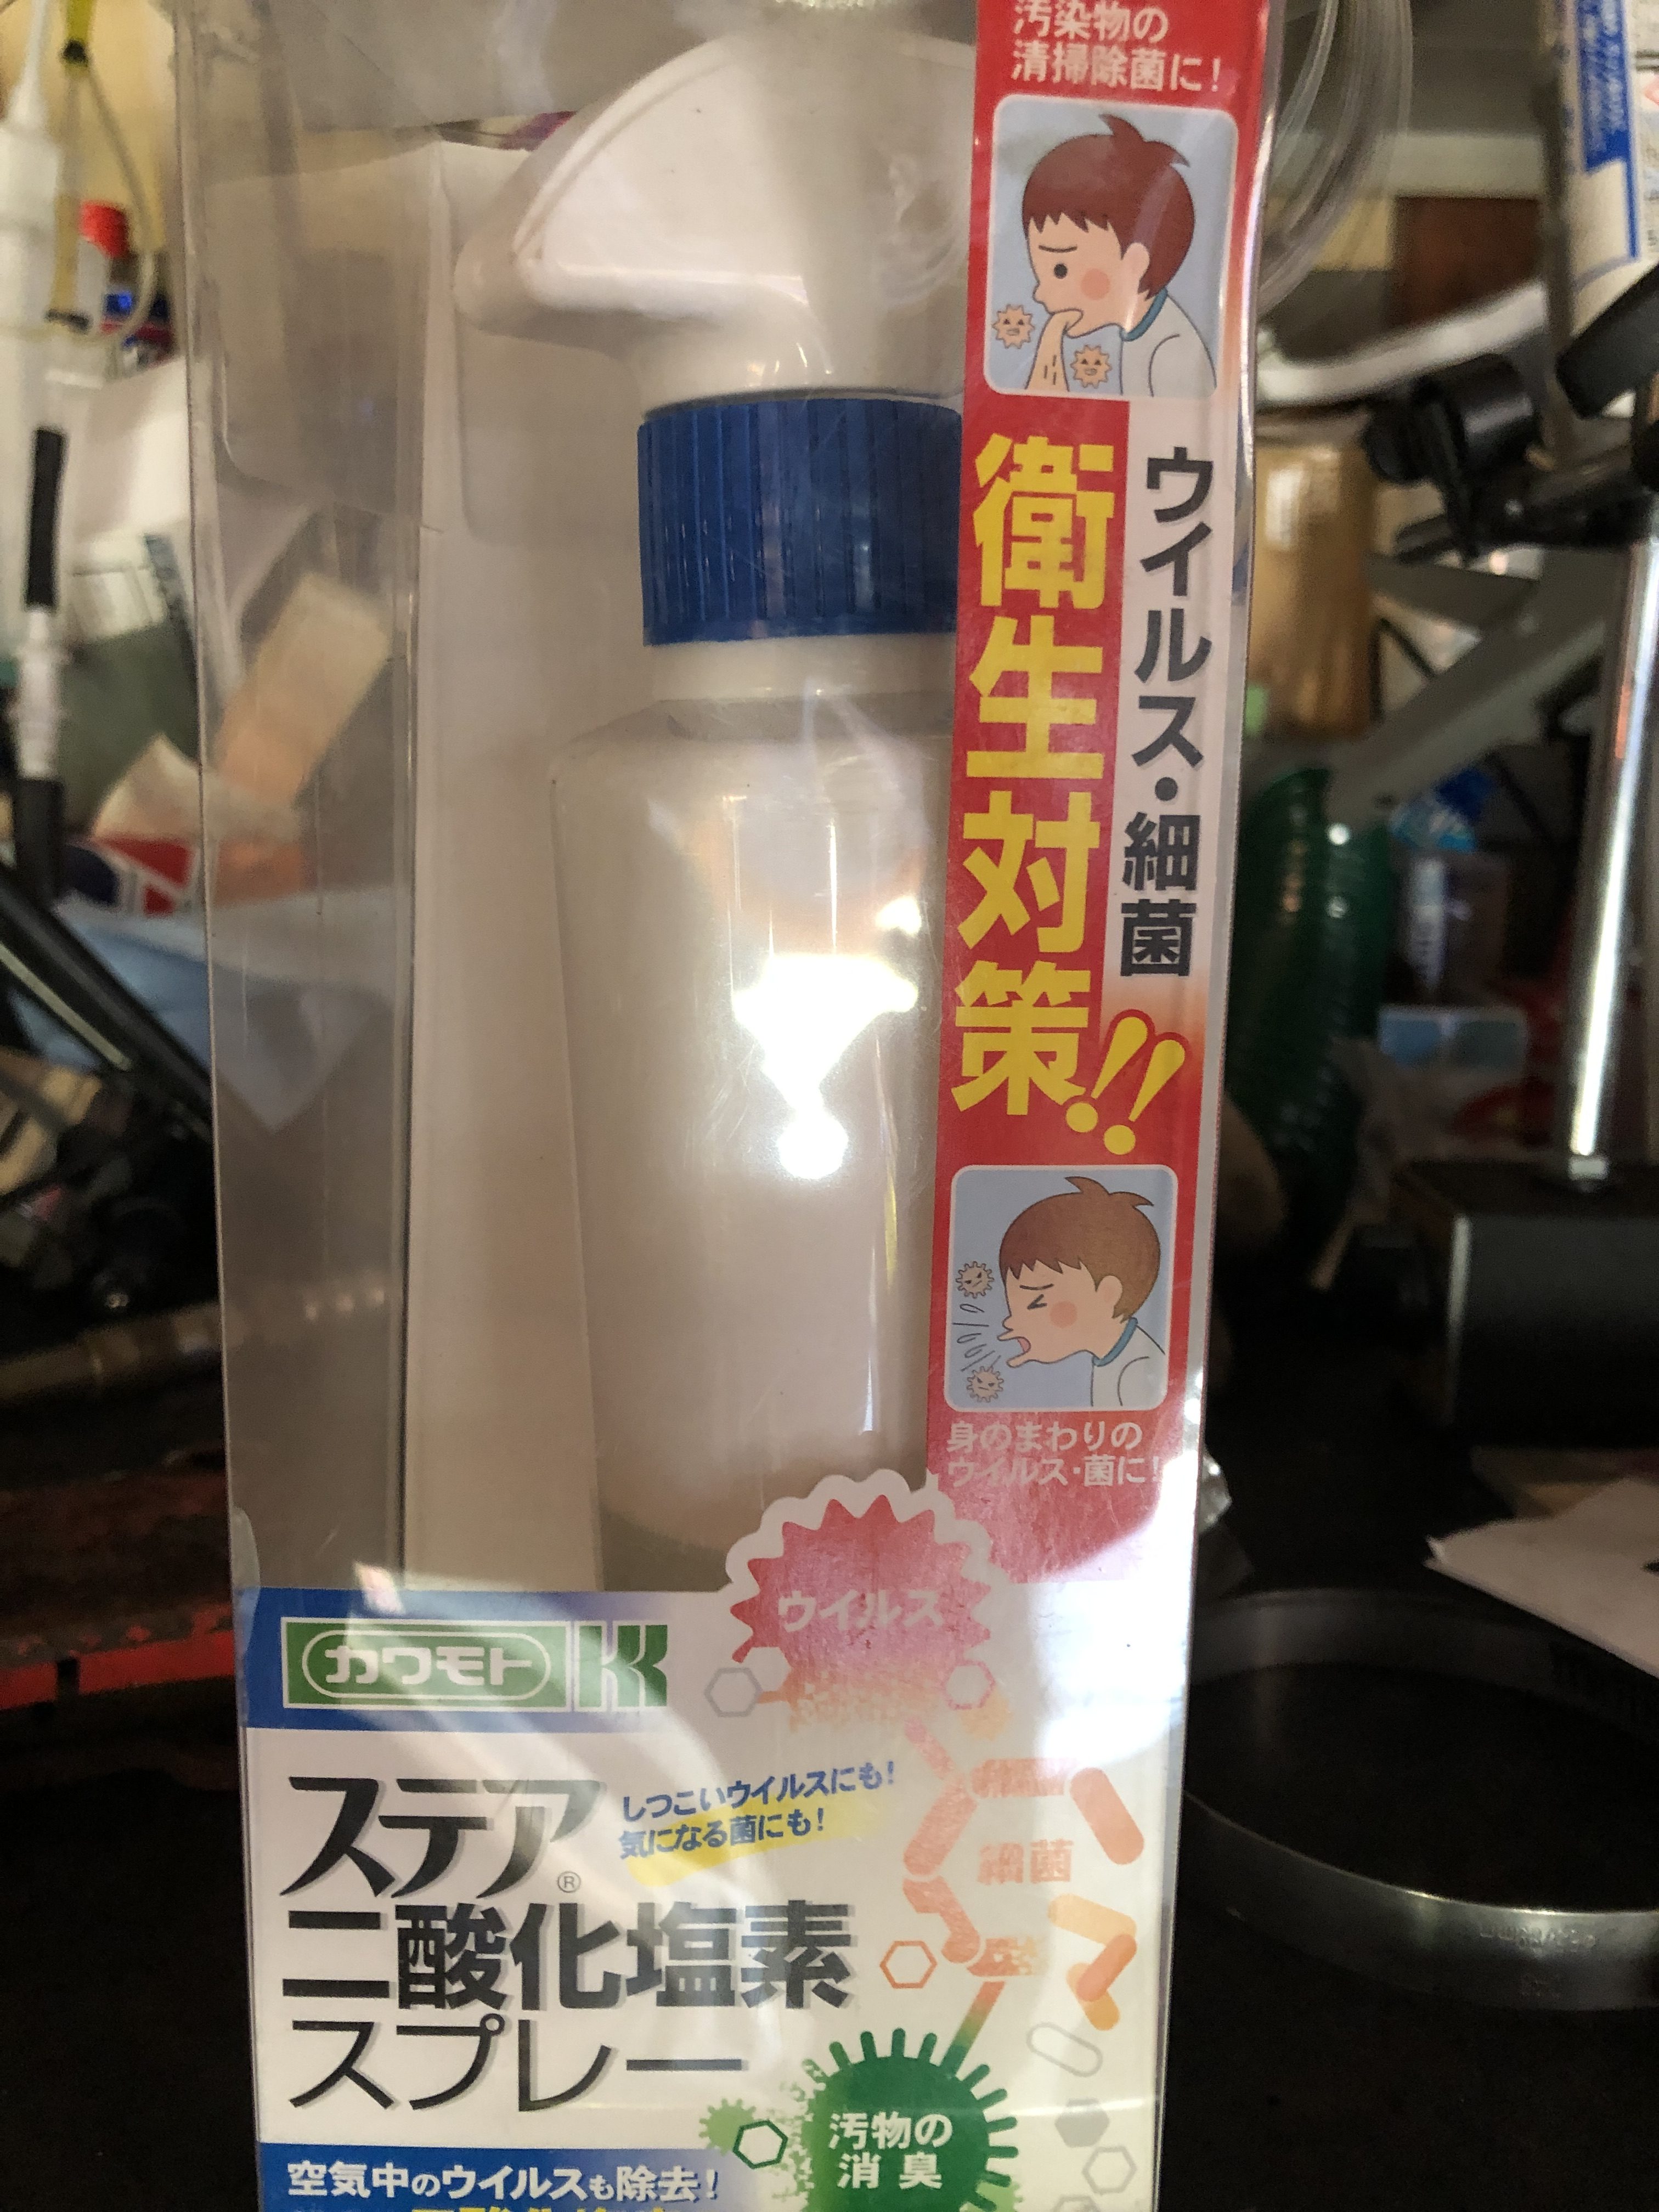 汚染物の
清掃除菌に!
ウイルス・細菌
衛生対策!!
身のまわりの
ウイルス・菌に!
ウイルス
カワモト K
しつこいウイルスにも!
気になる菌にも!
ステア®
二酸化塩素
スプレー
細菌
汚物の
消臭
空気中のウイルスも除去!